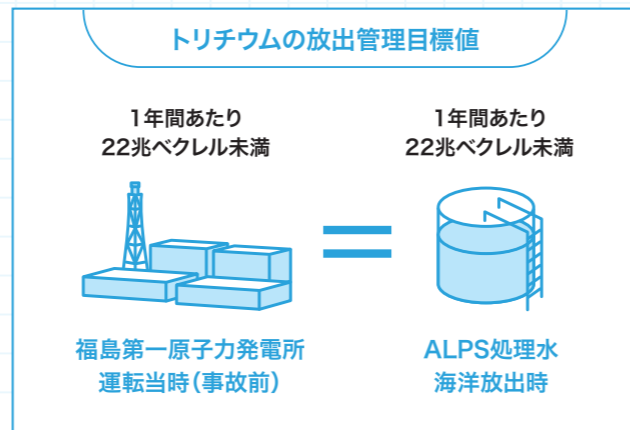 トリチウムの放出管理目標値
1年間あたり
22兆ベクレル未満
1年間あたり
22兆ベクレル未満
福島第一原子力発電所
運転当時(事故前)
ALPS処理水
海洋放出時